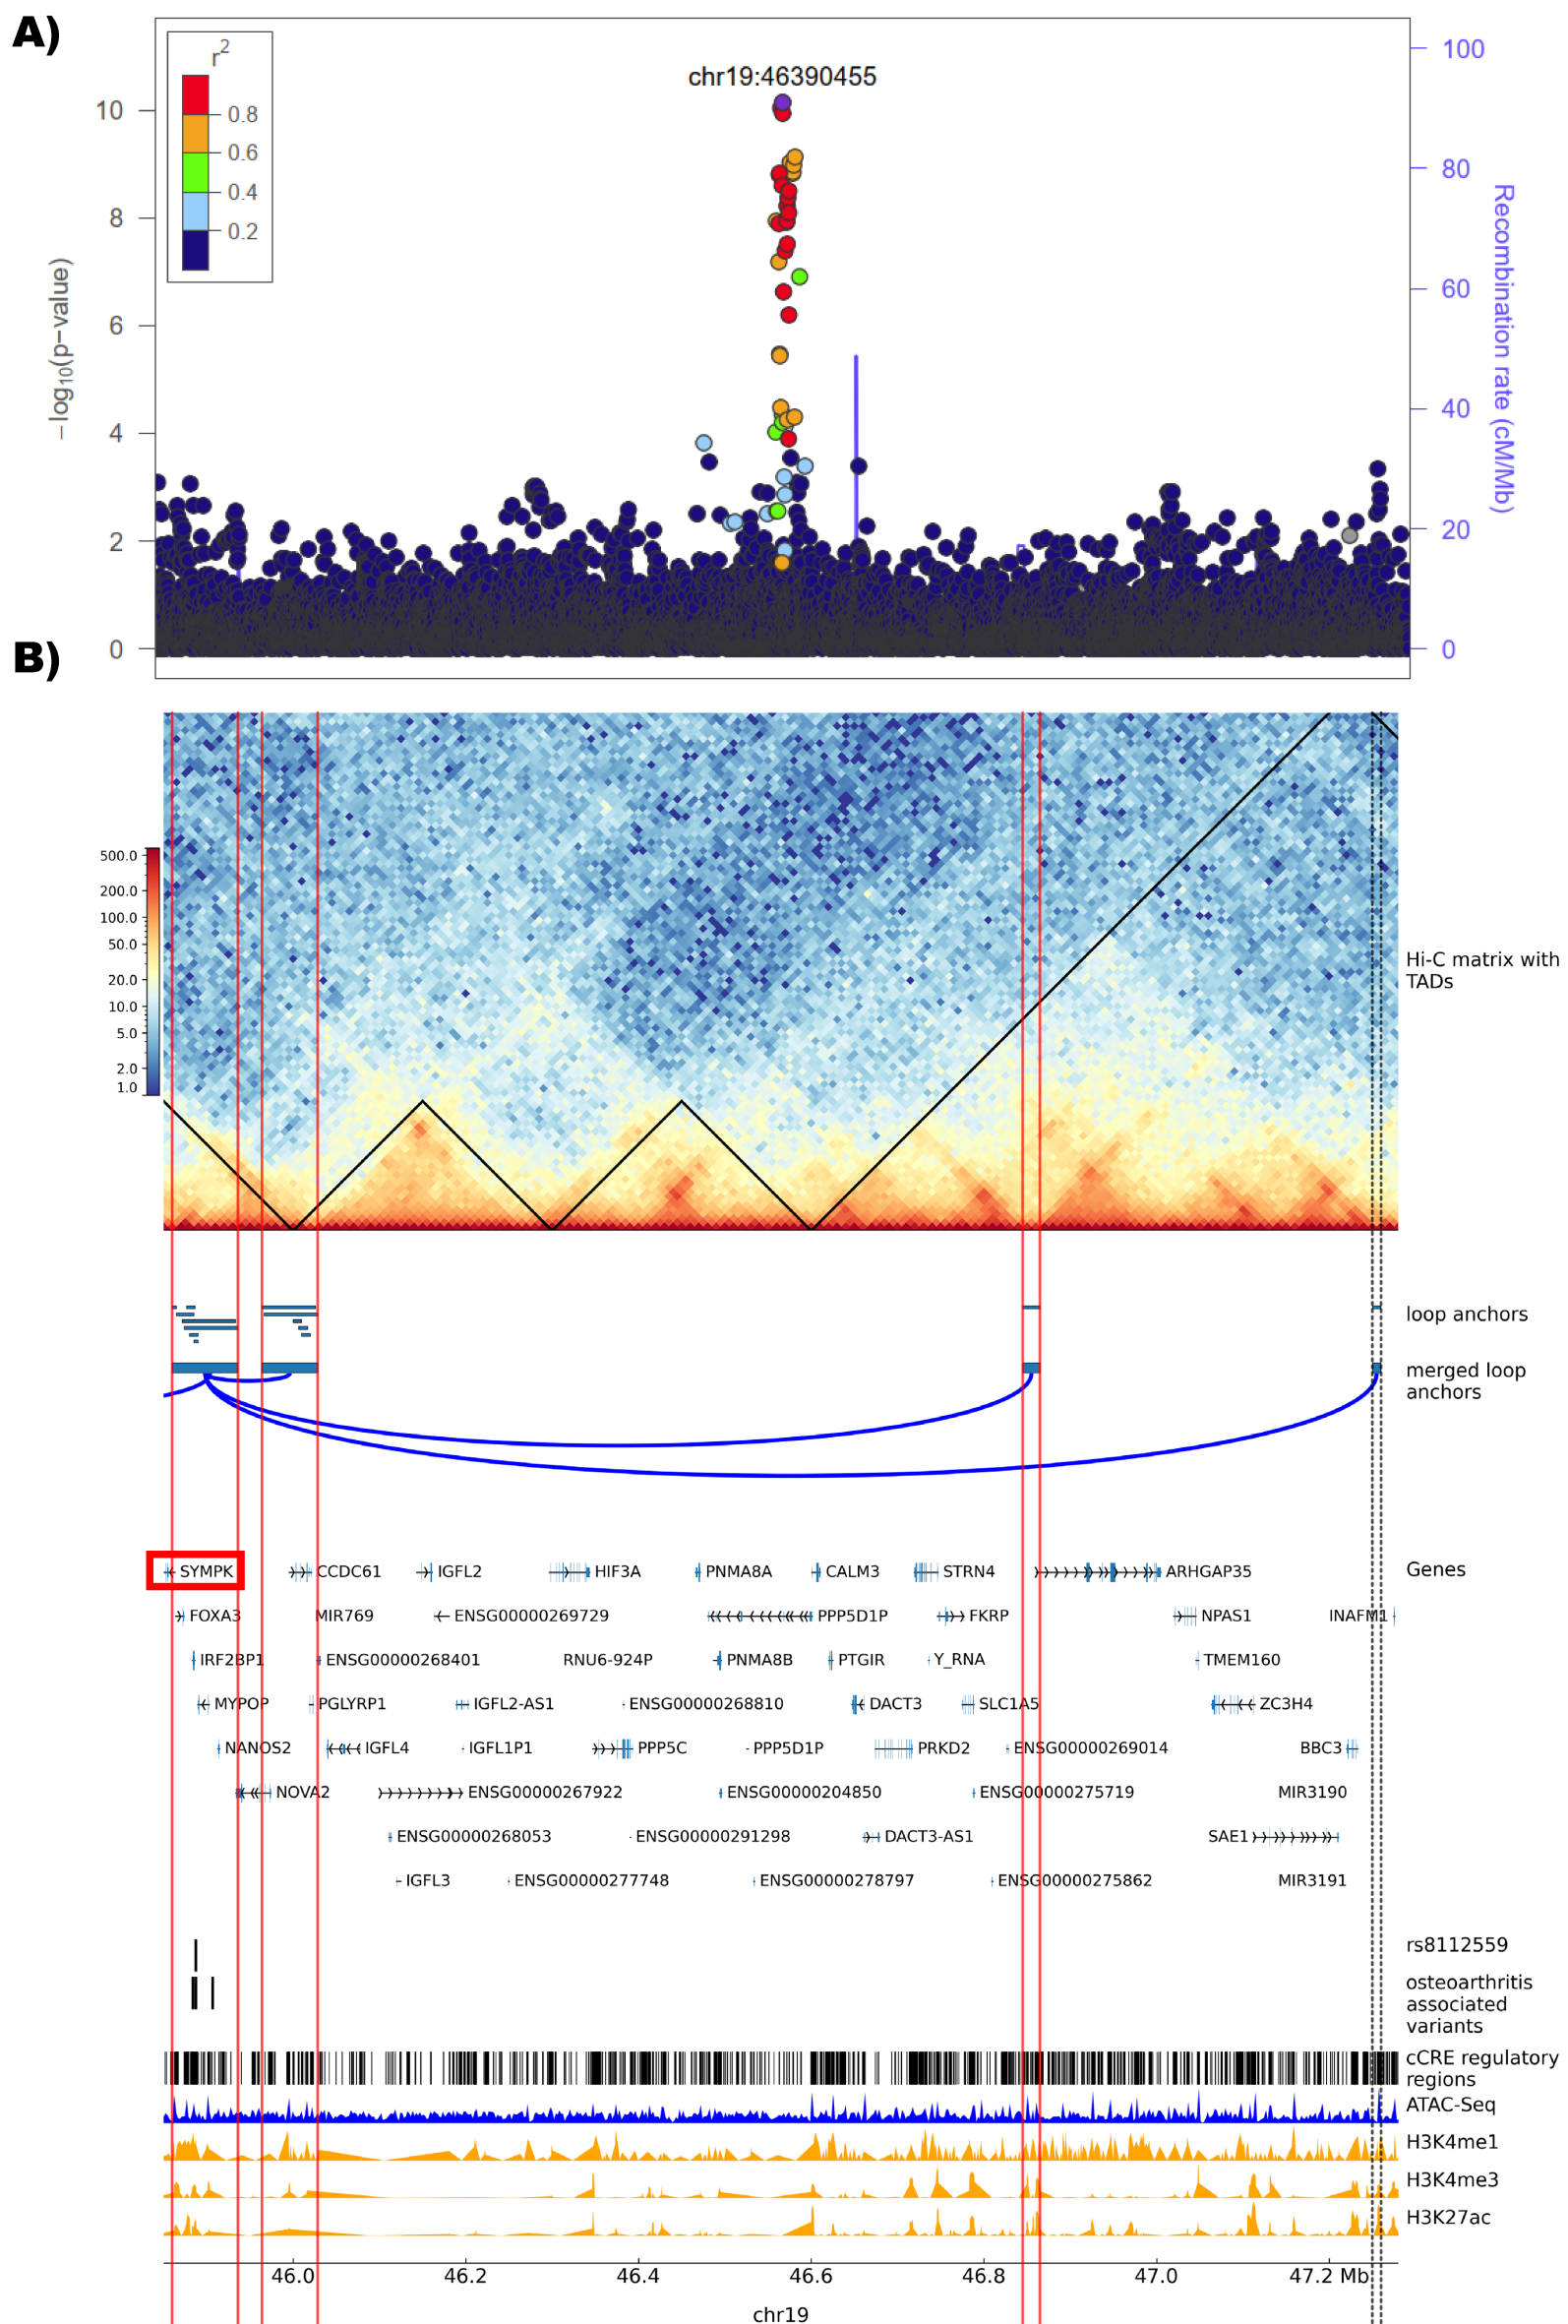 A)
r2
0.8
0.6
0.4
0.2
chr19:46390455
10
8
6
4
2
0
−log10(p−value)
100
80
60
40
20
0
Recombination rate (cM/Mb)
B)
500.0
200.0
100.0
50.0
20.0
10.0
5.0
2.0
1.0
Hi-C matrix with
TADs
loop anchors
merged loop
anchors
SYMPK CCDC61 IGFL2 HIF3A PNMA8A CALM3 STRN4 ARHGAP35 Genes
FOXA3 MIR769 ENSG00000269729 PPP5D1P FKRP NPAS1 INAFM1
IRF2BP1 ENSG00000268401 RNU6-924P PNMA8B PTGIR Y_RNA TMEM160
MYPOP PGLYRP1 IGFL2-AS1 ENSG00000268810 DACT3 SLC1A5 ZC3H4
NANOS2 IGFL4 IGFL1P1 PPP5C PPP5D1P PRKD2 ENSG00000269014 BBC3
NOVA2 ENSG00000267922 ENSG00000204850 ENSG00000275719 MIR3190
ENSG00000268053 ENSG00000291298 DACT3-AS1 SAE1
IGFL3 ENSG00000277748 ENSG00000278797 ENSG00000275862 MIR3191
rs8112559
osteoarthritis
associated
variants
cCRE regulatory
regions
ATAC-Seq
H3K4me1
H3K4me3
H3K27ac
46.0 46.2 46.4 46.6 46.8 47.0 47.2 Mb
chr19